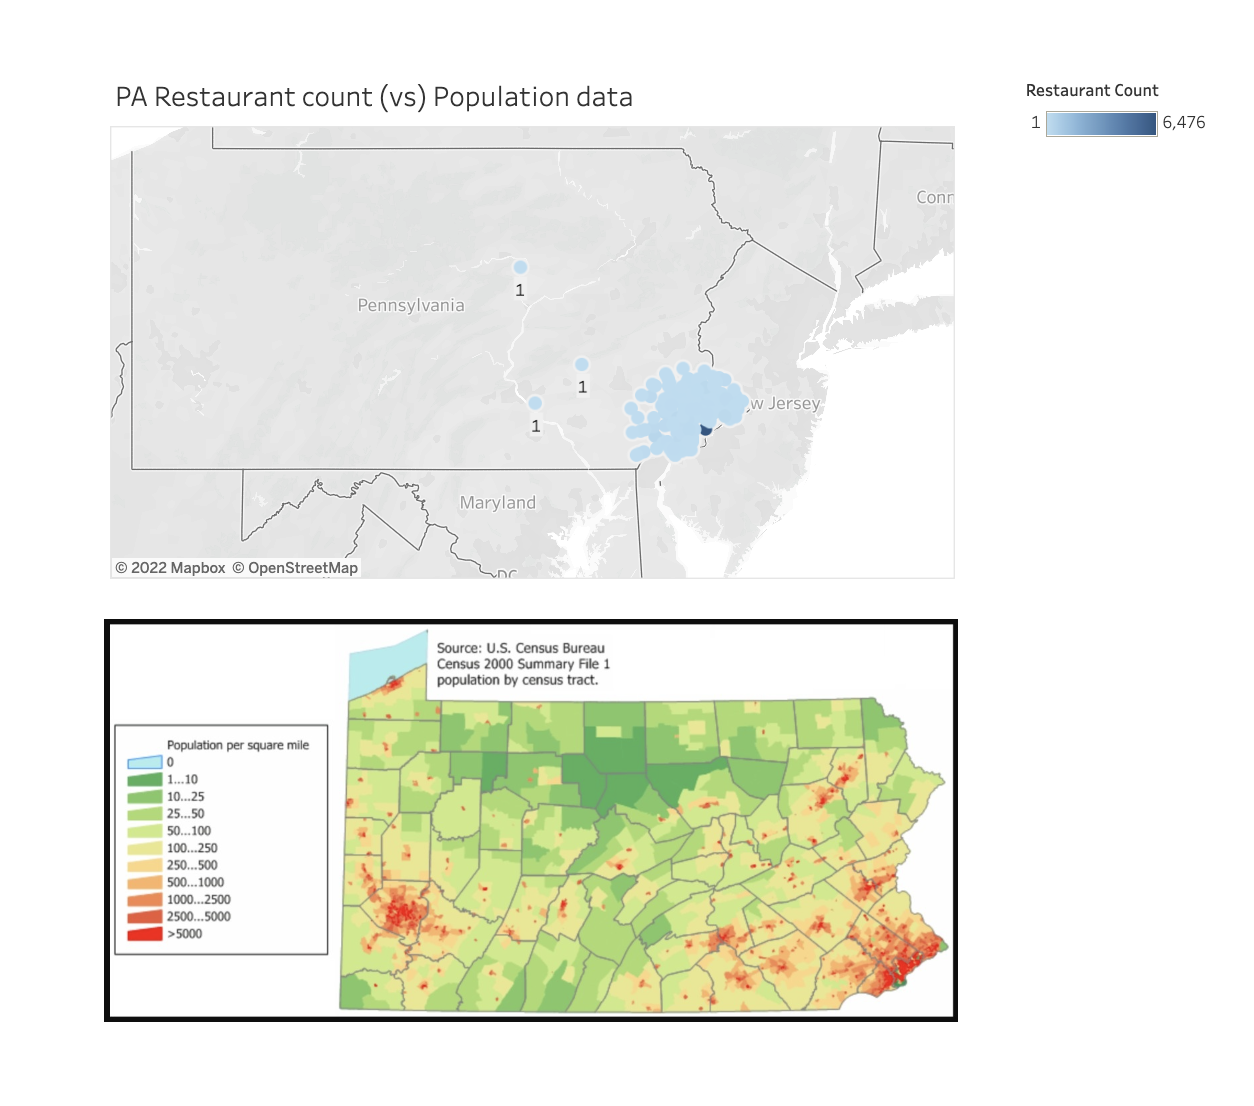 PA Restaurant count (vs) Population data
Restaurant Count
1 6,476
Conn
1
Pennsylvania
1
w Jersey
1
Maryland
DC
© 2022 Mapbox © OpenStreetMap
Source: U.S. Census Bureau
Census 2000 Summary File 1
population by census tract.
Population per square mile
0
1...10
10...25
25...50
50...100
100...250
250...500
500...1000
1000...2500
2500...5000
>5000